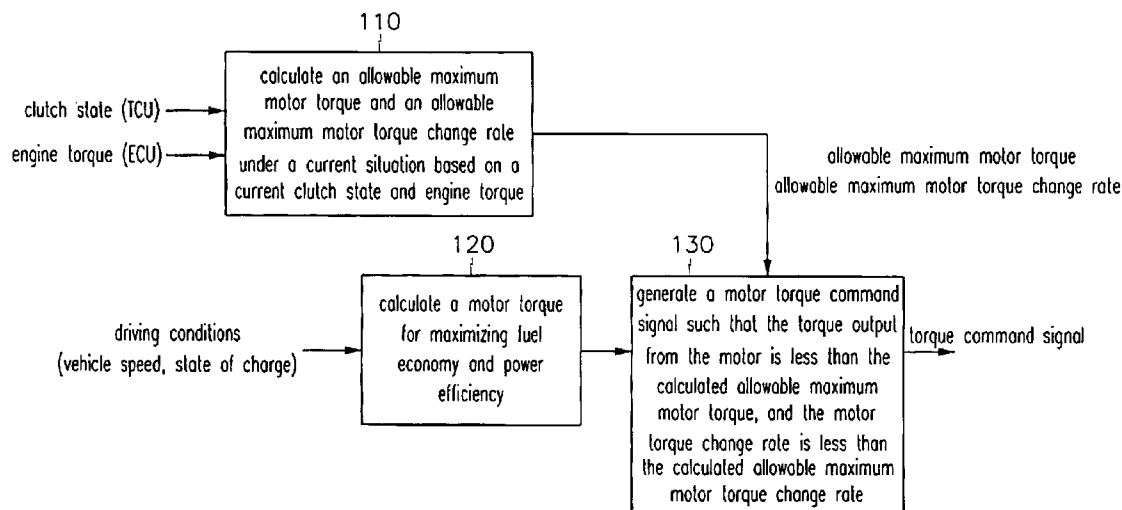 110
calculate an allowable maximum
motor torque and an allowable
maximum motor torque change rate
under a current situation based on a
current clutch state and engine torque
clutch state (TCU)
engine torque (ECU)
allowable maximum motor torque
allowable maximum motor torque change rate
120
calculate a motor torque
for maximizing fuel
economy and power
efficiency
driving conditions
(vehicle speed, state of charge)
130
generate a motor torque command
signal such that the torque output
from the motor is less than the
calculated allowable maximum
motor torque, and the motor
torque change rate is less than
the calculated allowable maximum
motor torque change rate
torque command signal